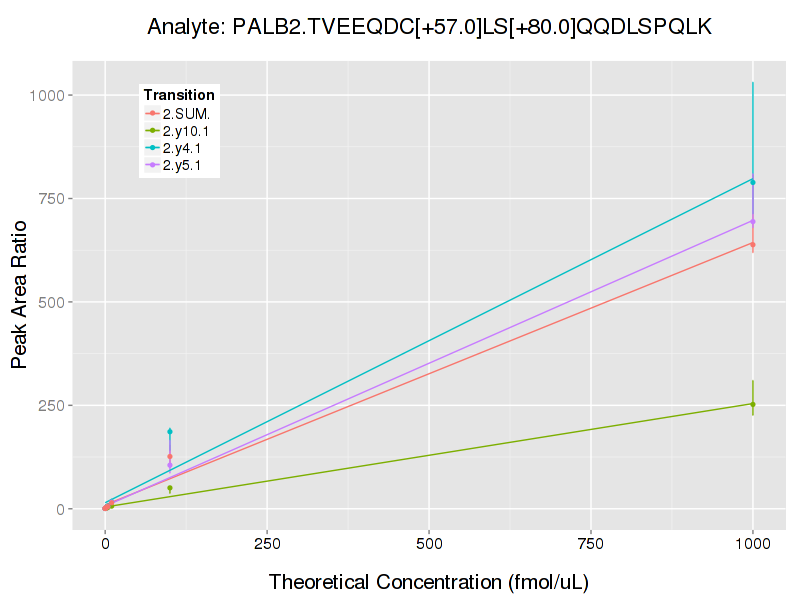 Analyte: PALB2.TVEEQDC[+57.0]LS[+80.0]QQDLSPQLK
Peak Area Ratio
1000
750
500
250
0
Transition
2.SUM.
2.y10.1
2.y4.1
2.y5.1
0 250 500 750 1000
Theoretical Concentration (fmol/uL)